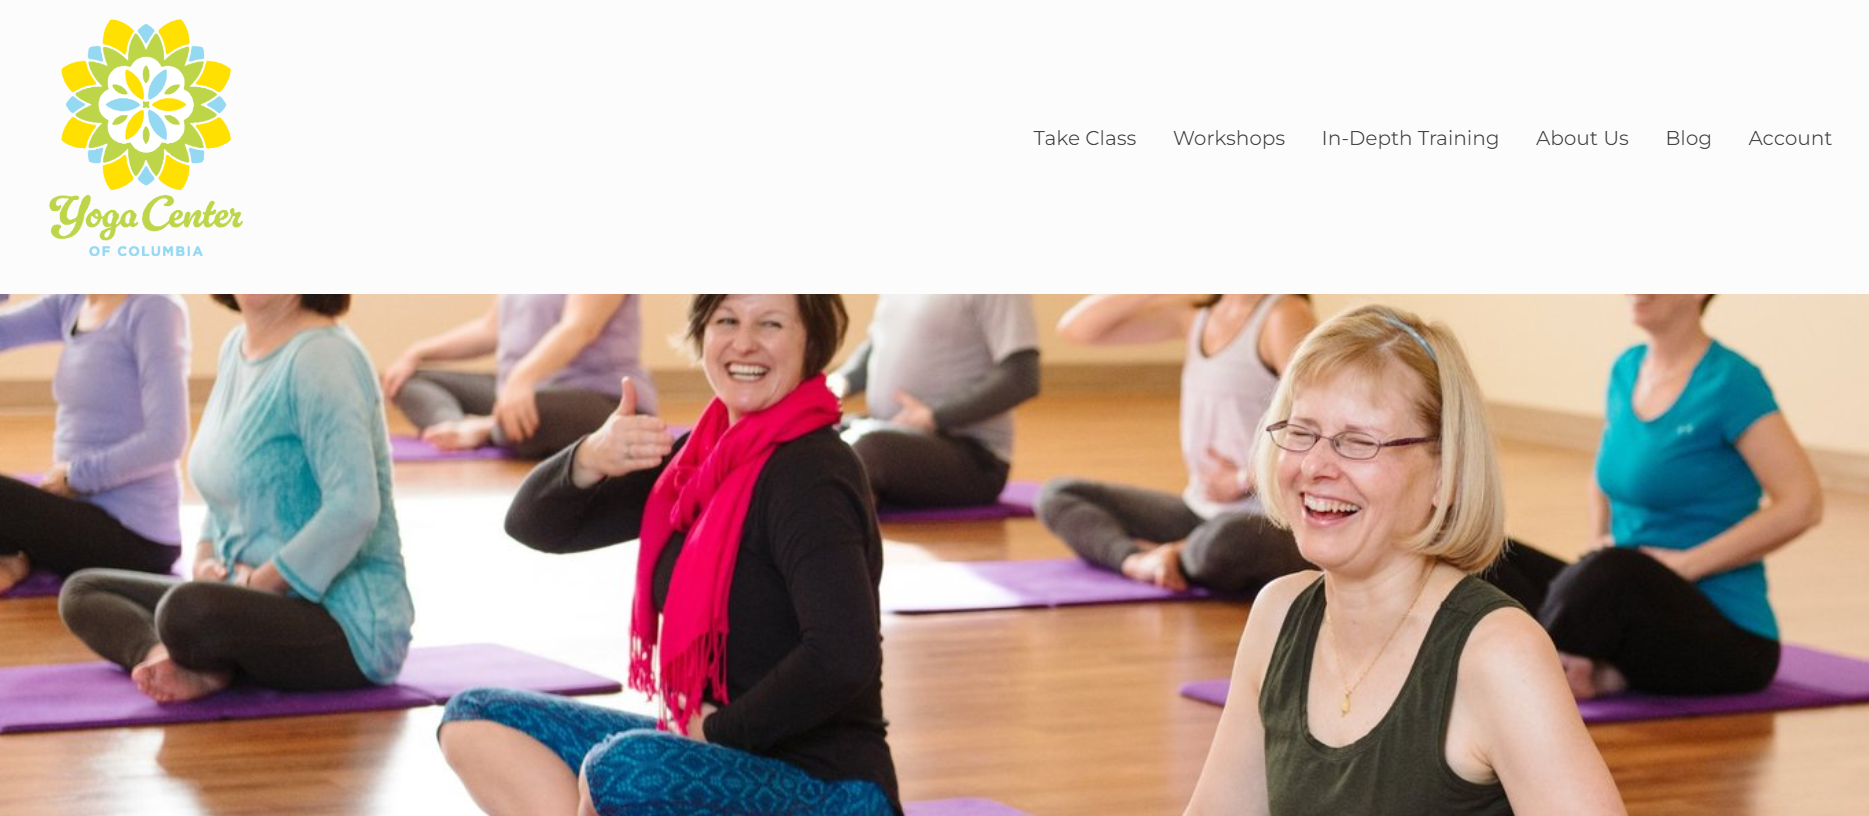 Yoga Center
OF COLUMBIA
Take Class Workshops In-Depth Training About Us Blog Account